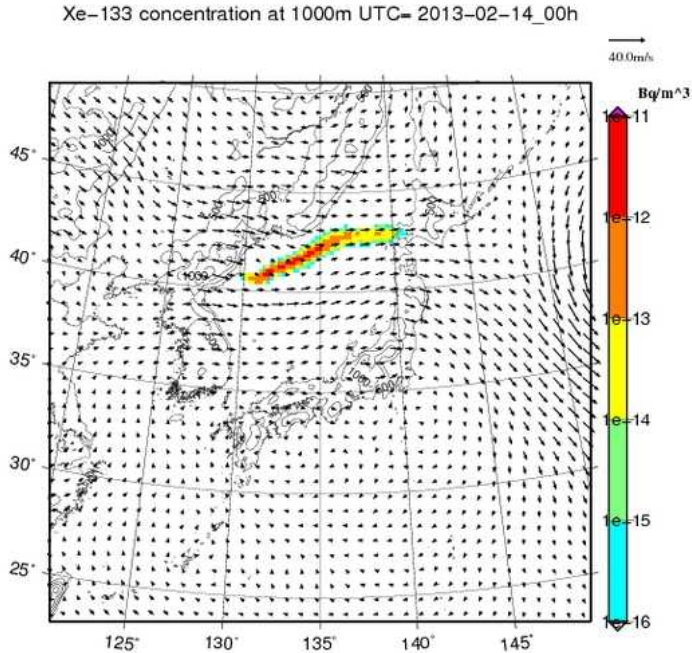 Xe-133 concentration at 1000m UTC= 2013-02-14_00h
40.0m/s
Bq/m^3
1e-11
45°
1e-12
40°
1000
1e-13
35°
1e-14
30°
1e-15
25°
1e-16
125° 130° 135° 140° 145°